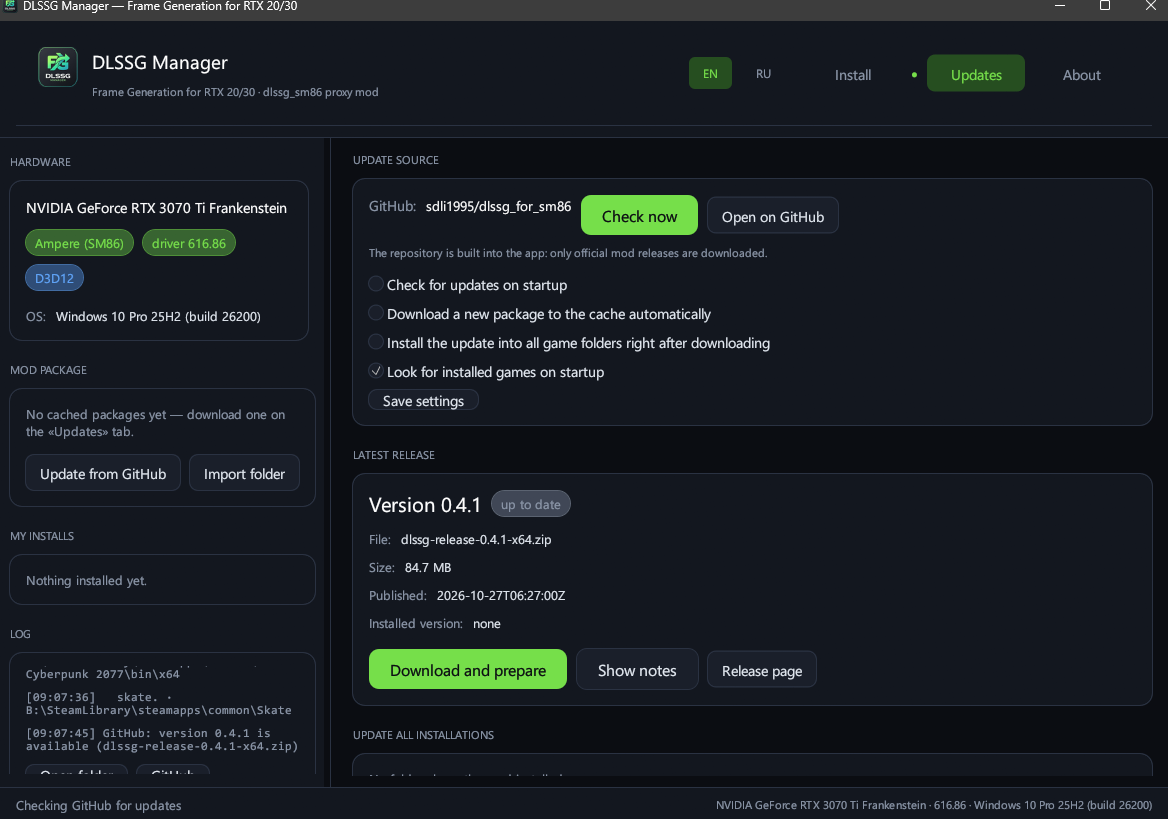 DLSSG Manager — Frame Generation for RTX 20/30
FG
DLSSG
DLSSG Manager
Frame Generation for RTX 20/30 · dlssg_sm86 proxy mod
EN
RU
Install
Updates
About
HARDWARE
NVIDIA GeForce RTX 3070 Ti Frankenstein
Ampere (SM86)
driver 616.86
D3D12
OS: Windows 10 Pro 25H2 (build 26200)
MOD PACKAGE
No cached packages yet — download one on
the «Updates» tab.
Update from GitHub
Import folder
MY INSTALLS
Nothing installed yet.
LOG
Cyberpunk 2077\bin\x64
[09:07:36] skate. ·
B:\SteamLibrary\steamapps\common\Skate
[09:07:45] GitHub: version 0.4.1 is
available (dlssg-release-0.4.1-x64.zip)
Open folder
GitHub
UPDATE SOURCE
GitHub: sdli1995/dlssg_for_sm86
Check now
Open on GitHub
The repository is built into the app: only official mod releases are downloaded.
Check for updates on startup
Download a new package to the cache automatically
Install the update into all game folders right after downloading
Look for installed games on startup
Save settings
LATEST RELEASE
Version 0.4.1
up to date
File: dlssg-release-0.4.1-x64.zip
Size: 84.7 MB
Published: 2026-10-27T06:27:00Z
Installed version: none
Download and prepare
Show notes
Release page
UPDATE ALL INSTALLATIONS
Checking GitHub for updates
NVIDIA GeForce RTX 3070 Ti Frankenstein · 616.86 · Windows 10 Pro 25H2 (build 26200)